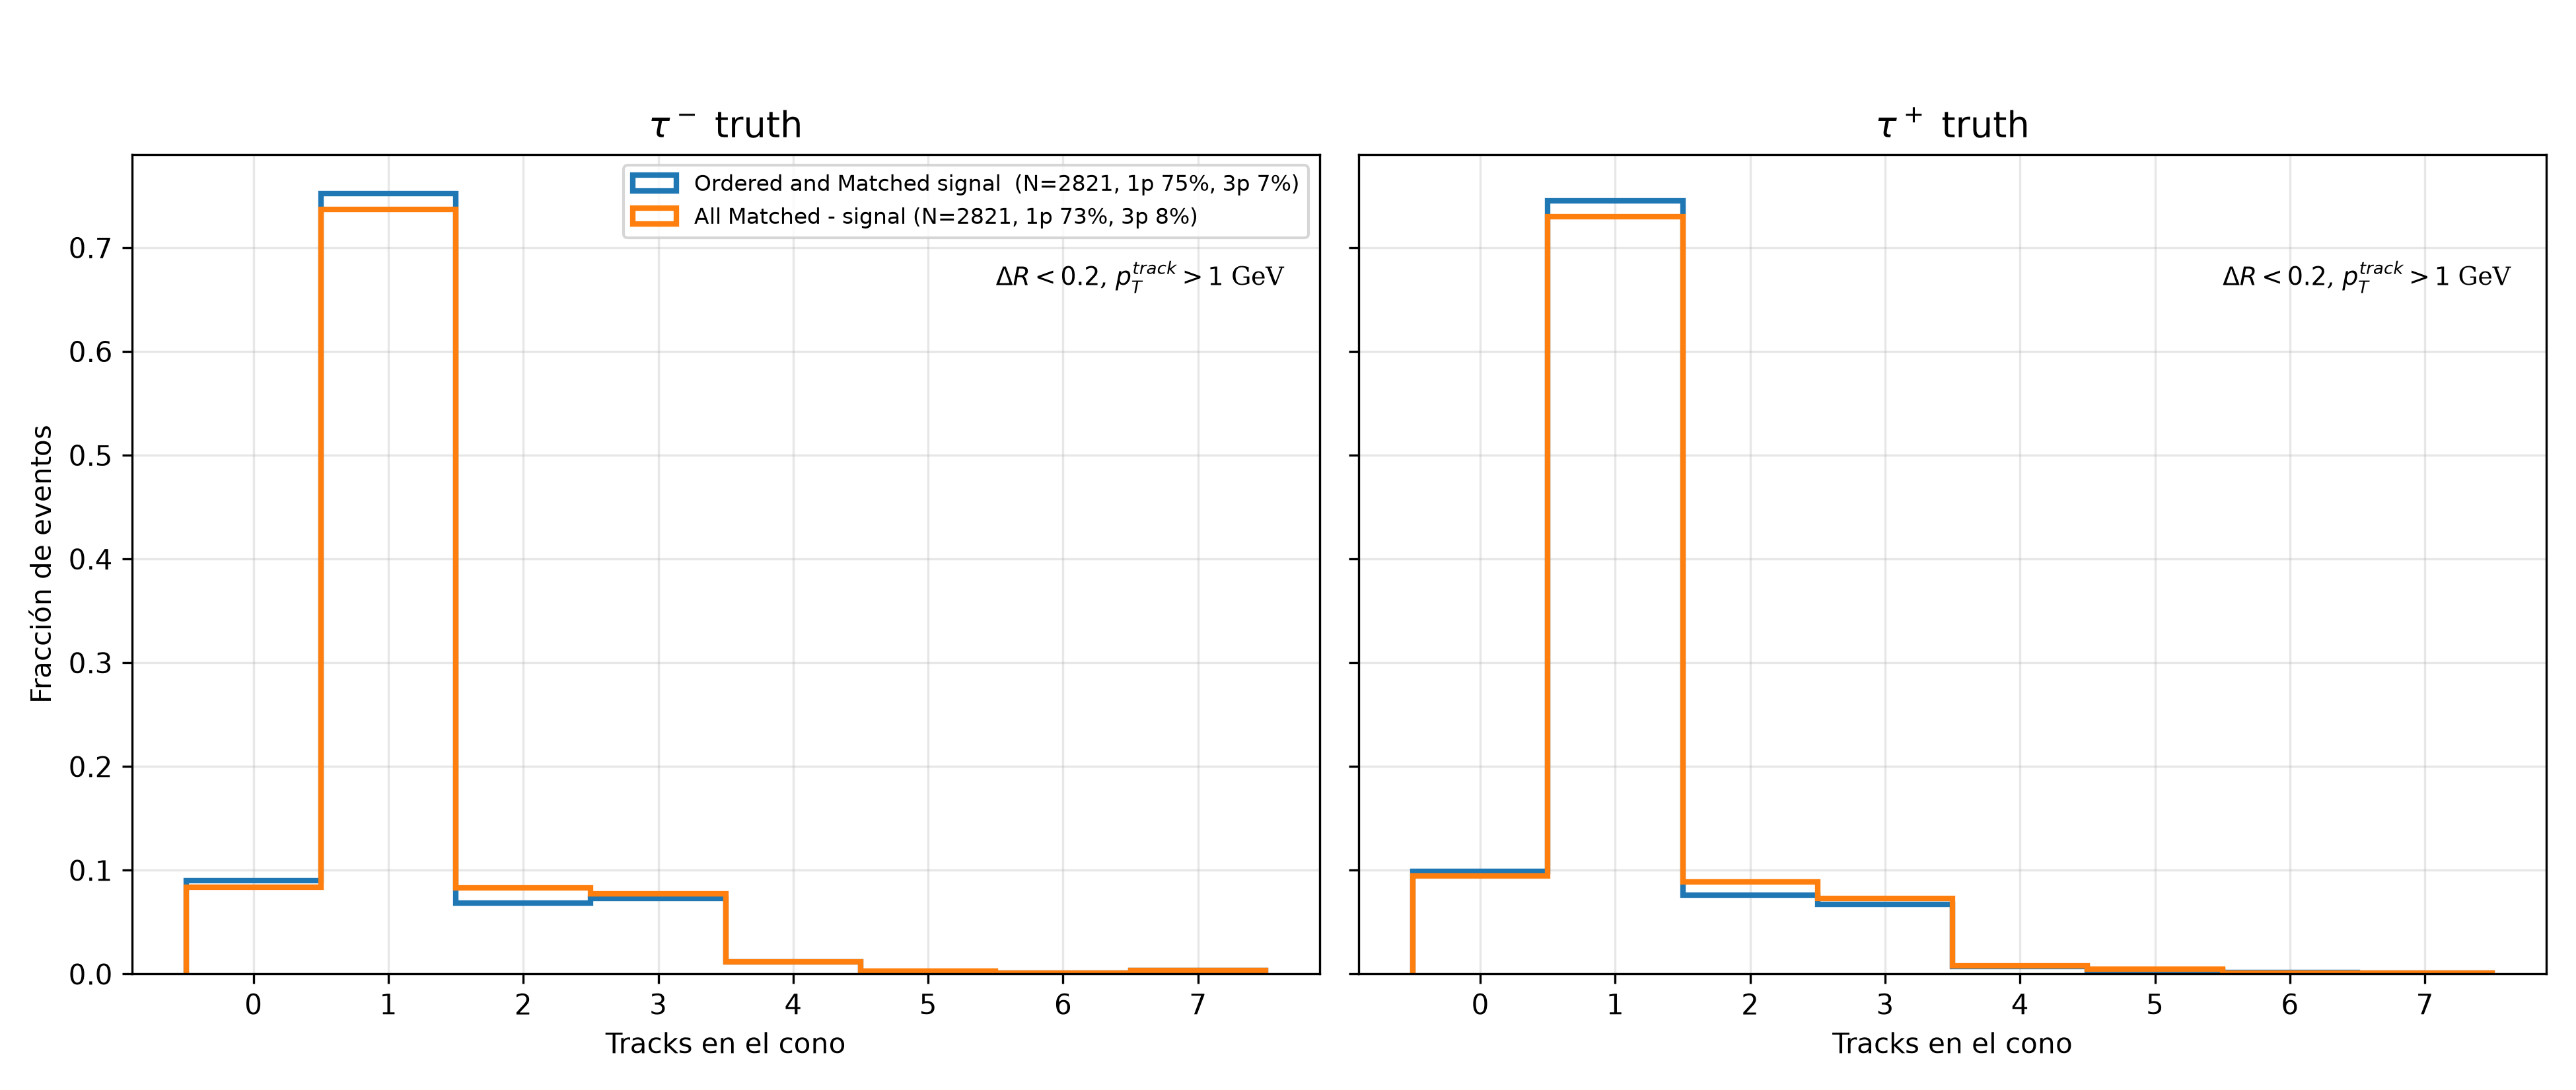 τ⁻ truth
Ordered and Matched signal (N=2821, 1p 75%, 3p 7%)
All Matched - signal (N=2821, 1p 73%, 3p 8%)
ΔR < 0.2, p_T^{track} > 1 GeV
Fracción de eventos
0.7
0.6
0.5
0.4
0.3
0.2
0.1
0.0
0 1 2 3 4 5 6 7
Tracks en el cono
τ⁺ truth
ΔR < 0.2, p_T^{track} > 1 GeV
0 1 2 3 4 5 6 7
Tracks en el cono